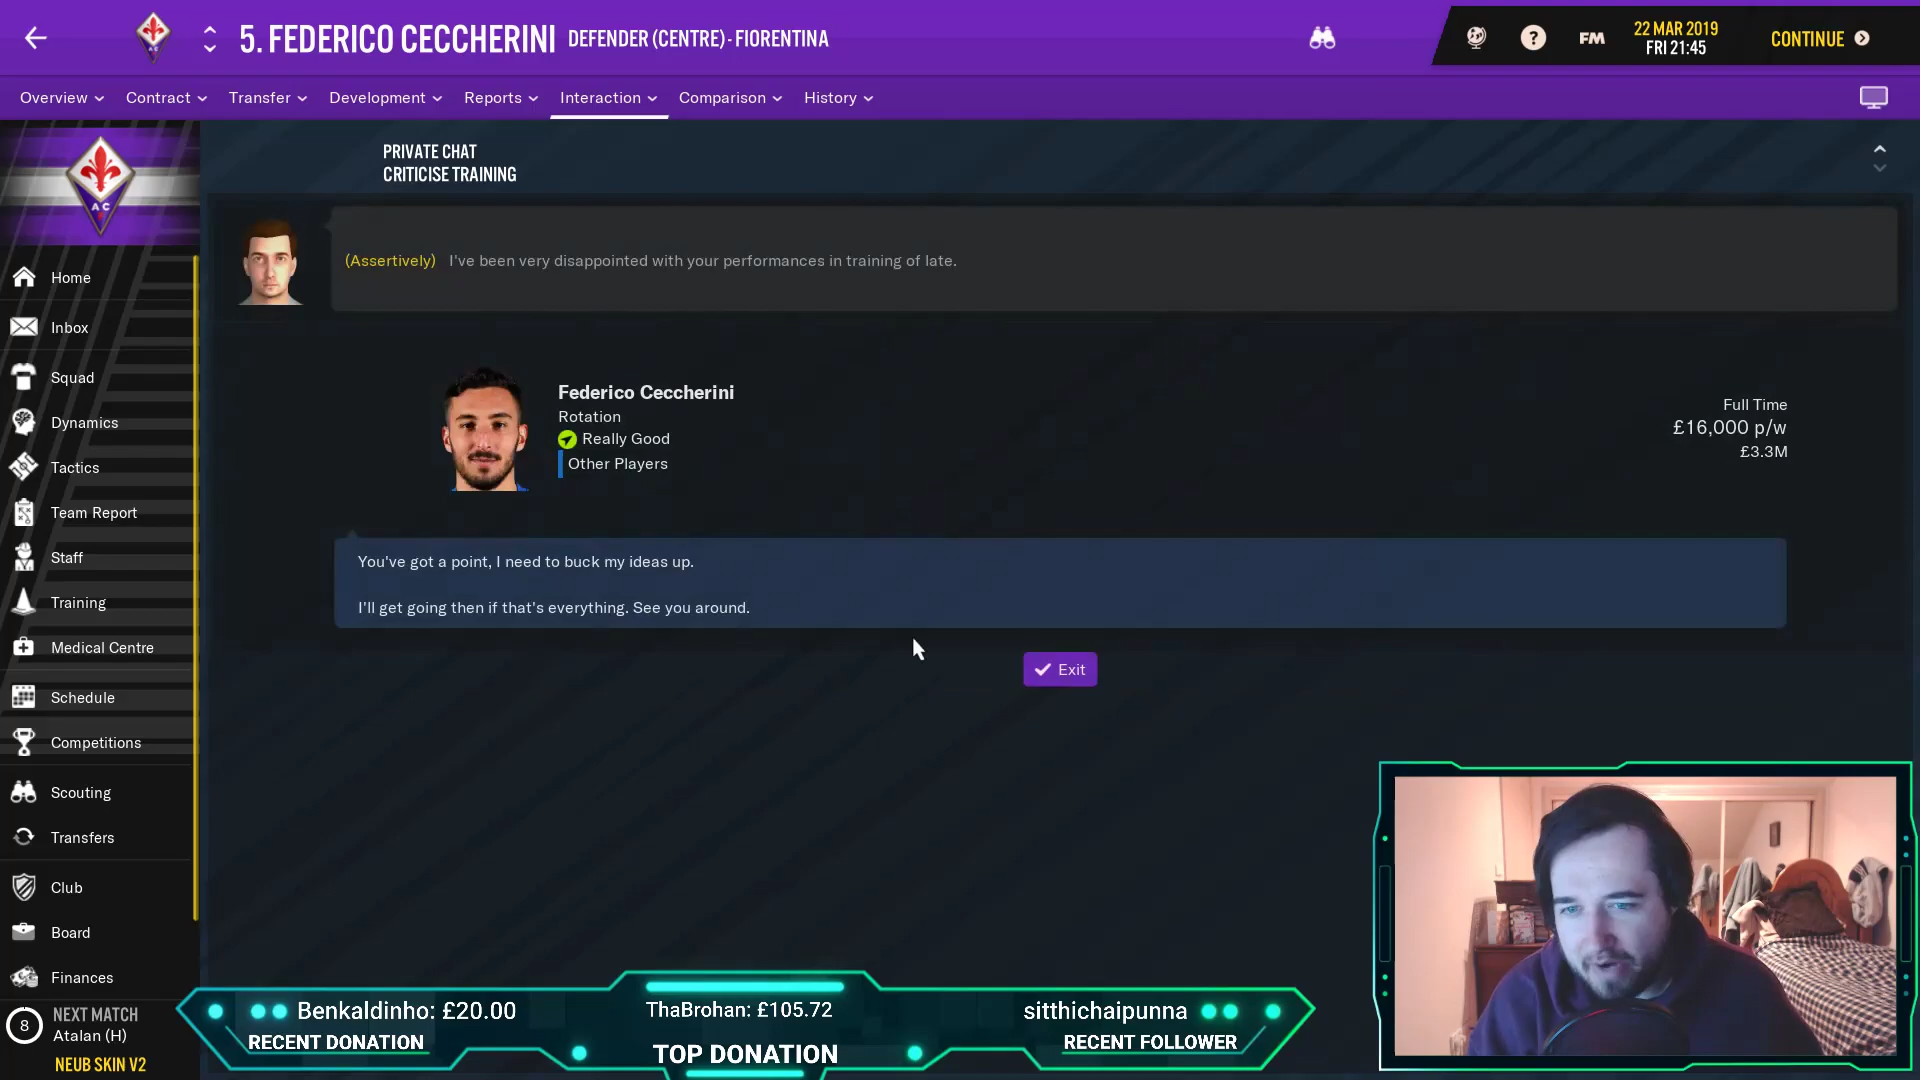 5. FEDERICO CECCHERINI DEFENDER (CENTRE) - FIORENTINA
FM
22 MAR 2019
FRI 21:45
CONTINUE
Overview
Contract
Transfer
Development
Reports
Interaction
Comparison
History
PRIVATE CHAT
CRITICISE TRAINING
A C
(Assertively) I've been very disappointed with your performances in training of late.
Home
Inbox
Squad
Dynamics
Tactics
Team Report
Staff
Training
Medical Centre
Schedule
Competitions
Scouting
Transfers
Club
Board
Finances
Federico Ceccherini
Rotation
Really Good
Other Players
Full Time
£16,000 p/w
£3.3M
You've got a point, I need to buck my ideas up.
I'll get going then if that's everything. See you around.
Exit
8
NEXT MATCH
Atalan (H)
NEUB SKIN V2
Benkaldinho: £20.00
RECENT DONATION
ThaBrohan: £105.72
TOP DONATION
sitthichaipunna
RECENT FOLLOWER